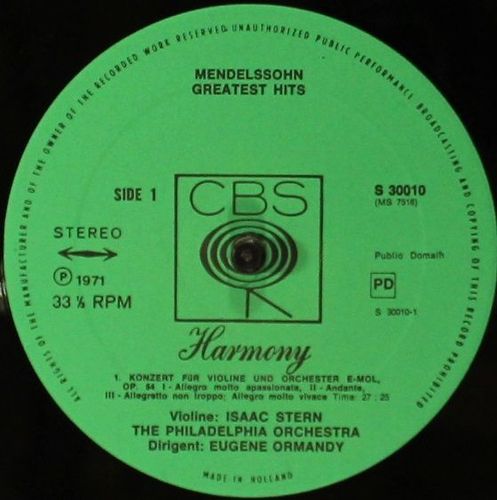 ALL RIGHTS OF THE MANUFACTURER AND OF THE OWNER OF THE RECORDED WORK RESERVED UNAUTHORIZED PUBLIC PERFORMANCE BROADCASTING AND COPYING OF THIS RECORD PROHIBITED
MENDELSSOHN
GREATEST HITS
SIDE 1
CBS
S 30010
(MS 7516)
STEREO
Ⓟ 1971
33 ⅓ RPM
Public Domain
PD
S 30010-1
Harmony
1. KONZERT FÜR VIOLINE UND ORCHESTER E-MOL,
OP. 64 I - Allegro molto apassionata, II - Andante,
III - Allegretto non troppo; Allegro molto vivace Time: 27 : 25
Violine: ISAAC STERN
THE PHILADELPHIA ORCHESTRA
Dirigent: EUGENE ORMANDY
MADE IN HOLLAND